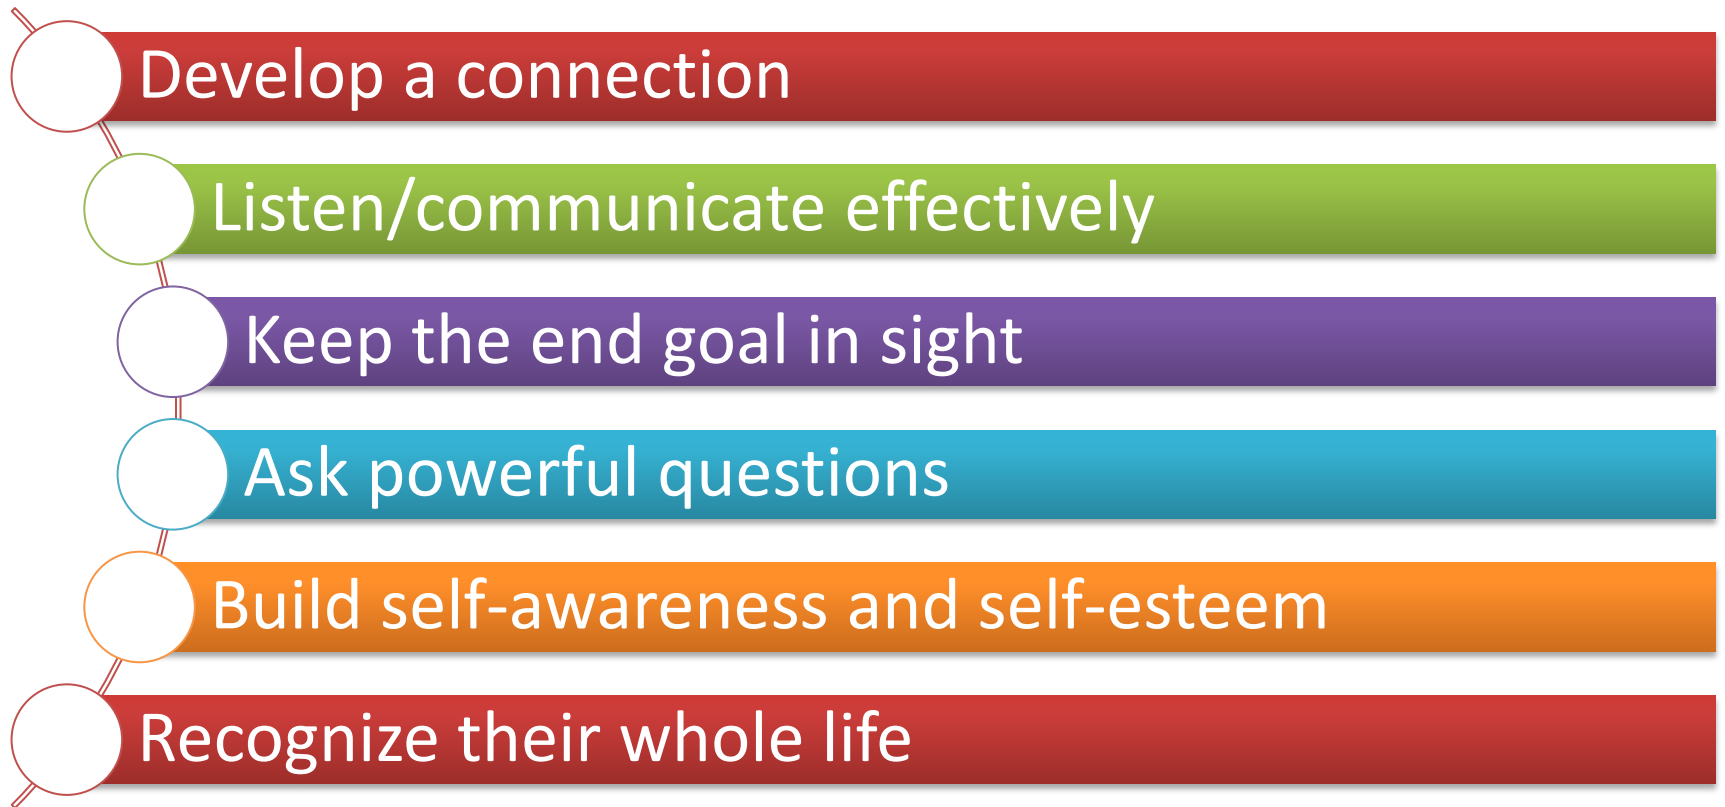 Develop a connection
Listen/communicate effectively
Keep the end goal in sight
Ask powerful questions
Build self-awareness and self-esteem
Recognize their whole life